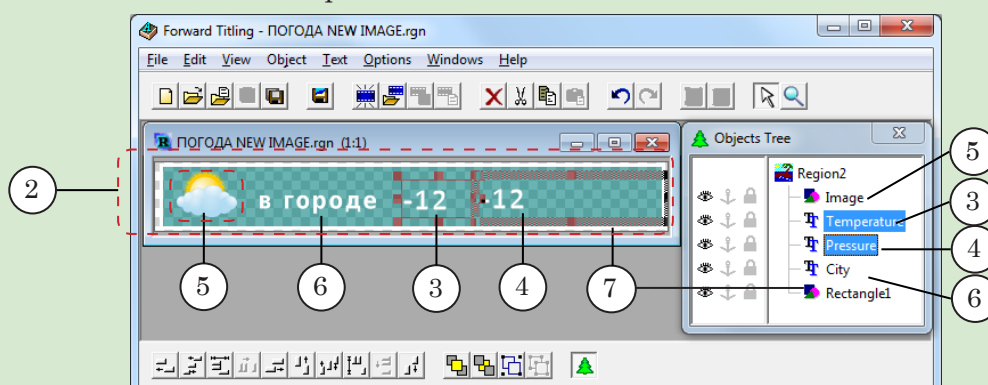 Forward Titling - ПОГОДА NEW IMAGE.rgn
File Edit View Object Text Options Windows Help
ПОГОДА NEW IMAGE.rgn (1:1)
Objects Tree
Region2
Image
Temperature
Pressure
City
Rectangle1
в городе -12 -12
2
5
6
3
4
7
5
3
4
6